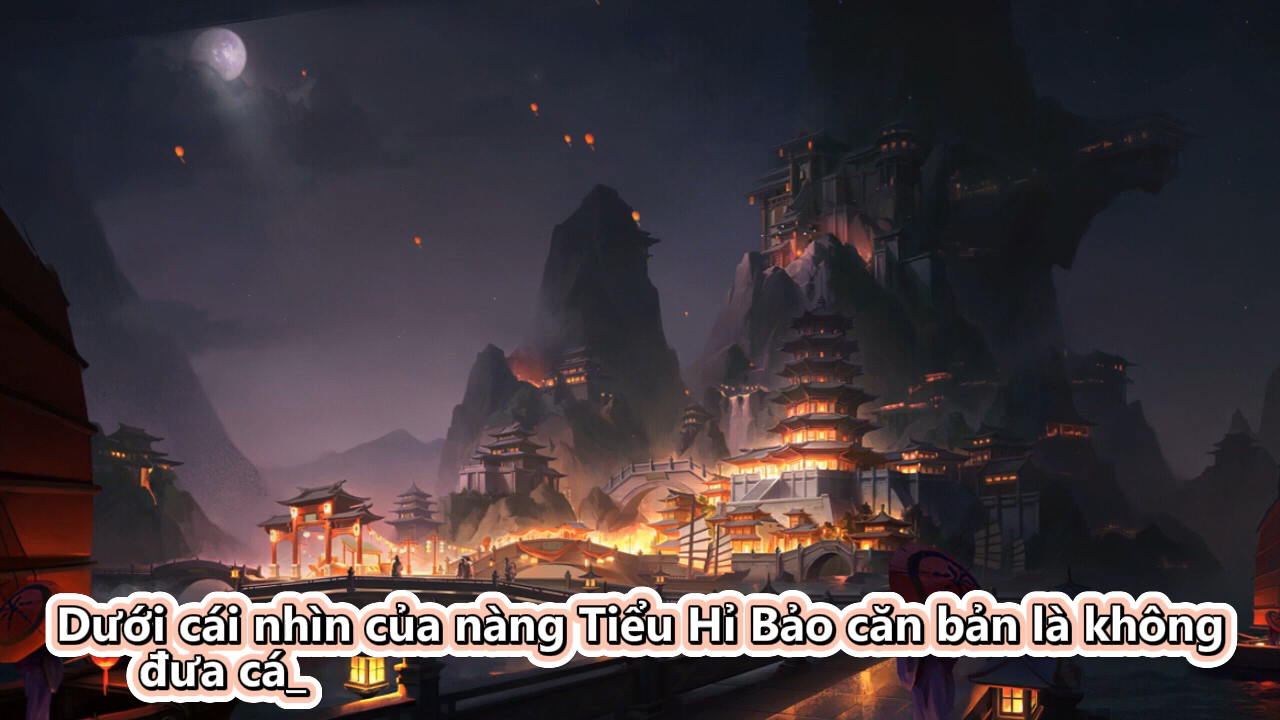 Dưới cái nhìn của nàng Tiểu Hỉ Bảo căn bản là không
đưa cá_